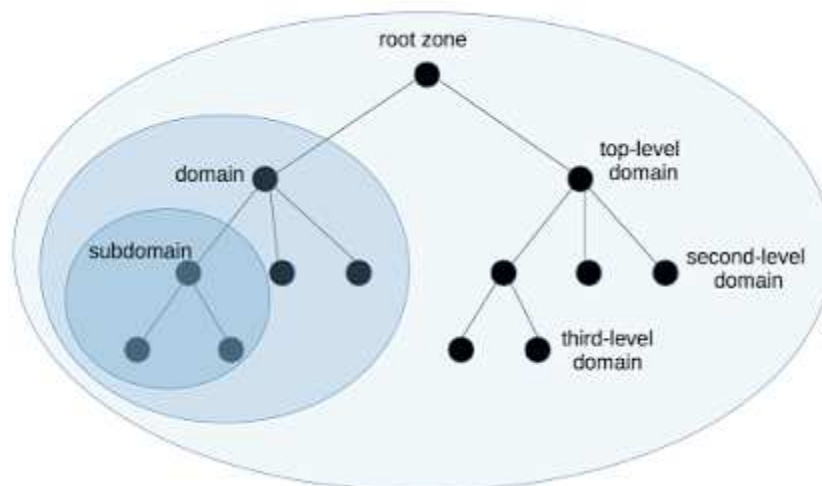 root zone
domain
top-level
domain
subdomain
second-level
domain
third-level
domain